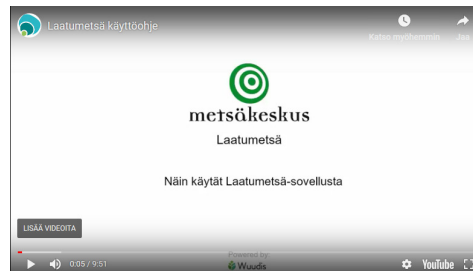 Laatumetsä käyttöohje
Katso myöhemmin
Jaa
metsäkeskus
Laatumetsä
Näin käytät Laatumetsä-sovellusta
LISÄÄ VIDEOITA
0:05 / 9:51
Powered by:
Wuudis
YouTube